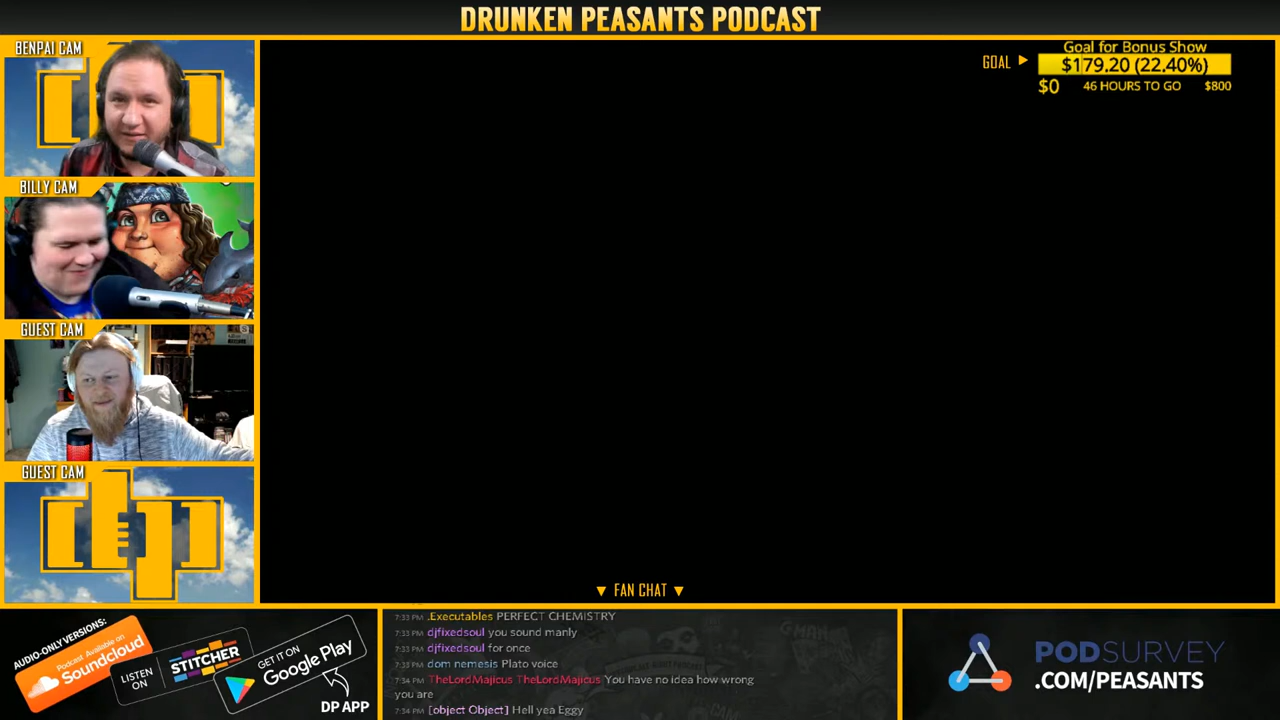 DRUNKEN PEASANTS PODCAST
BENPAI CAM
BILLY CAM
GUEST CAM
GUEST CAM
GOAL ▶
Goal for Bonus Show
$179.20 (22.40%)
$0 46 HOURS TO GO $800
▼ FAN CHAT ▼
AUDIO-ONLY VERSIONS:
Podcast Available on
Soundcloud
LISTEN
ON
STITCHER
GET IT ON
Google Play
DP APP
7:33 PM .Executables PERFECT CHEMISTRY
7:33 PM djfixedsoul you sound manly
7:33 PM djfixedsoul for once
7:33 PM dom nemesis Plato voice
7:34 PM TheLordMajicus TheLordMajicus You have no idea how wrong
you are
7:34 PM [object Object] Hell yea Eggy
PODSURVEY
.COM/PEASANTS